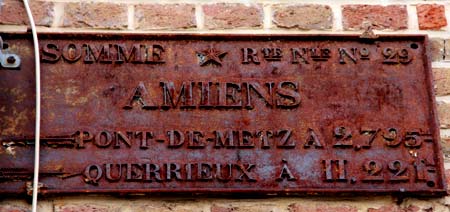 SOMME ★ RTE NLE NO 29
AMIENS
PONT-DE-METZ A 2,795
QUERRIEUX À 11,221